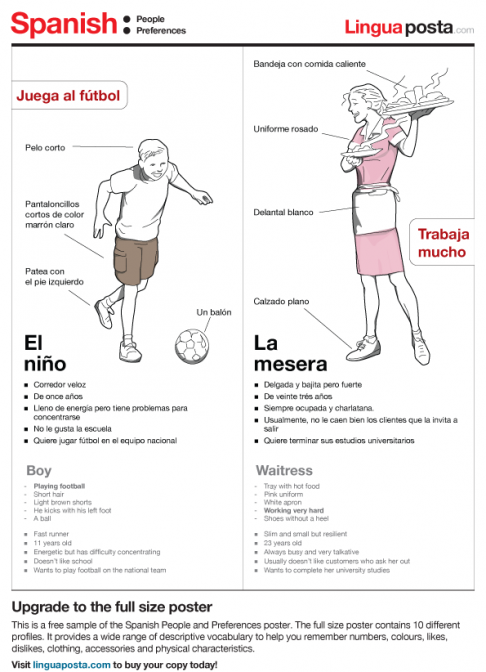 Spanish : People
Preferences
Linguaposta.com
Juega al fútbol
Pelo corto
Pantaloncillos
cortos de color
marrón claro
Patea con
el pie izquierdo
Un balón
El
niño
Corredor veloz
De once años
Lleno de energía pero tiene problemas para
concentrarse
No le gusta la escuela
Quiere jugar fútbol en el equipo nacional
Boy
- Playing football
- Short hair
- Light brown shorts
- He kicks with his left foot
- A ball
Fast runner
11 years old
Energetic but has difficulty concentrating
Doesn't like school
Wants to play football on the national team
Bandeja con comida caliente
Uniforme rosado
Delantal blanco
Trabaja
mucho
Calzado plano
La
mesera
Delgada y bajita pero fuerte
De veinte trés años
Siempre ocupada y charlatana.
Usualmente, no le caen bien los clientes que la invita a
salir
Quiere terminar sus estudios universitarios
Waitress
- Tray with hot food
- Pink uniform
- White apron
- Working very hard
- Shoes without a heel
Slim and small but resilient
23 years old
Always busy and very talkative
Usually doesn't like customers who ask her out
Wants to complete her university studies
Upgrade to the full size poster
This is a free sample of the Spanish People and Preferences poster. The full size poster contains 10 different
profiles. It provides a wide range of descriptive vocabulary to help you remember numbers, colours, likes,
dislikes, clothing, accessories and physical characteristics.
Visit linguaposta.com to buy your copy today!